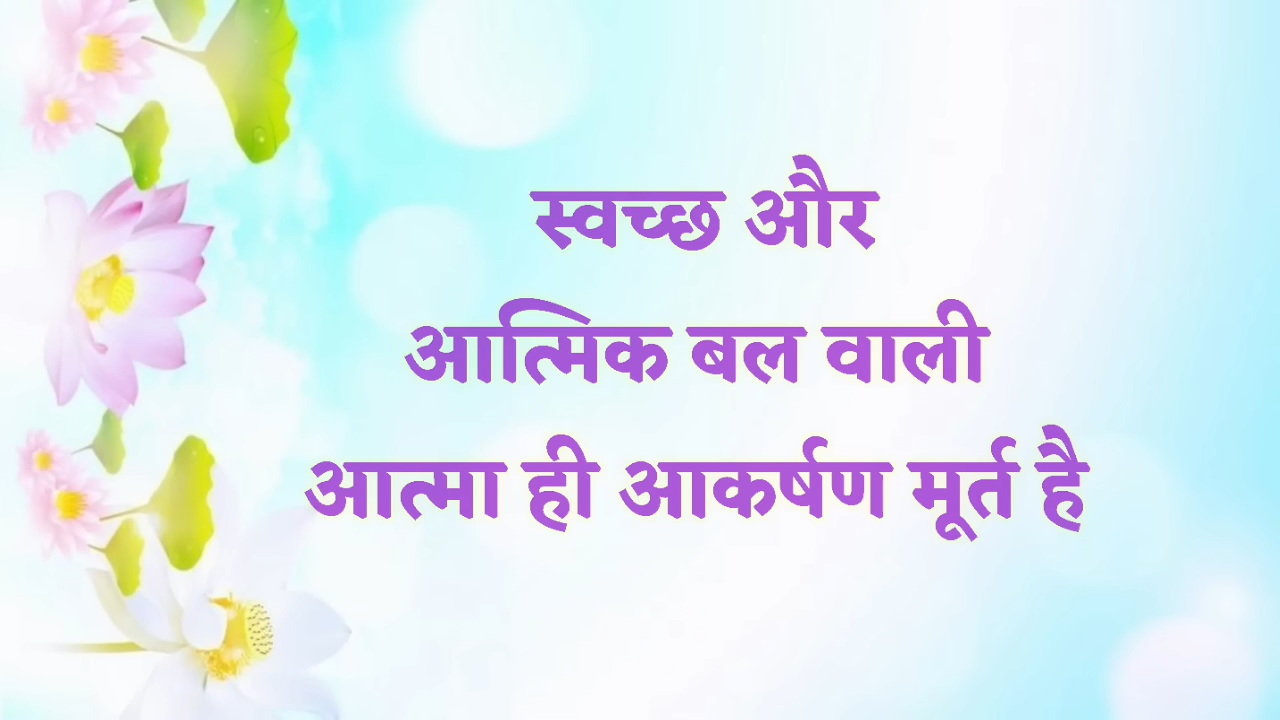 स्वच्छ और
आत्मिक बल वाली
आत्मा ही आकर्षण मूर्त है